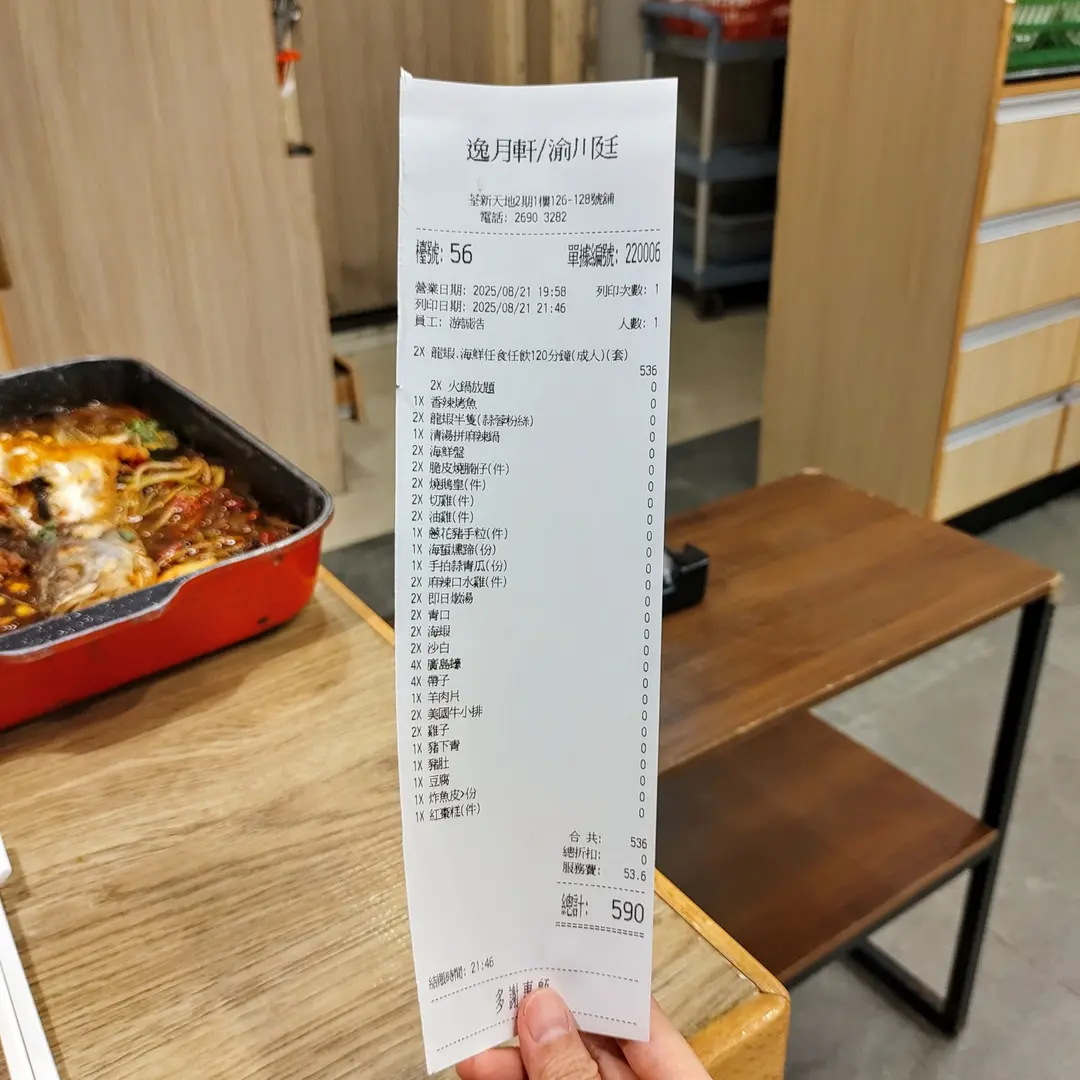 逸月軒/渝川廷
荃新天地2期1樓126-128號舖
電話: 2690 3282
檯號: 56 單據編號: 220006
營業日期: 2025/08/21 19:58 列印次數: 1
列印日期: 2025/08/21 21:46
員工: 游誠浩 人數: 1
2X 龍蝦.海鮮任食任飲120分鐘(成人)(套)
536
2X 火鍋放題 0
1X 香辣烤魚 0
2X 龍蝦半隻(蒜蓉粉絲) 0
1X 清湯拼麻辣鍋 0
2X 海鮮盤 0
2X 脆皮燒腩仔(件) 0
2X 燒鵝皇(件) 0
2X 切雞(件) 0
2X 油雞(件) 0
1X 蔥花豬手粒(件) 0
1X 海蜇燻蹄(份) 0
1X 手拍蒜青瓜(份) 0
2X 麻辣口水雞(件) 0
2X 即日燉湯 0
2X 青口 0
2X 海蝦 0
2X 沙白 0
4X 廣島蠔 0
4X 帶子 0
1X 羊肉片 0
2X 美國牛小排 0
2X 雞子 0
1X 豬下青 0
1X 豬肚 0
1X 豆腐 0
1X 炸魚皮>份 0
1X 紅棗糕(件) 0
合 共: 536
總折扣: 0
服務費: 53.6
總計: 590
結賬時間: 21:46
多謝惠顧